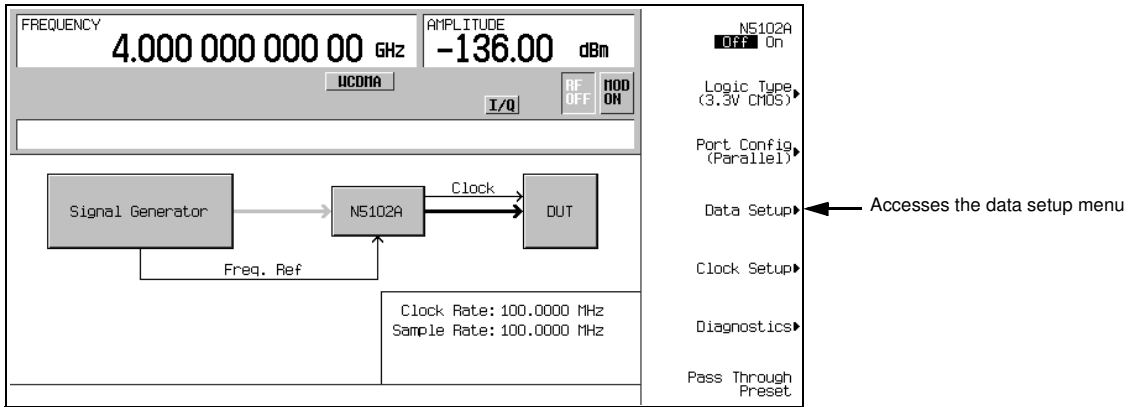 FREQUENCY
4.000 000 000 00 GHz
AMPLITUDE
-136.00 dBm
WCDMA
I/Q
RF OFF
MOD ON
Signal Generator
N5102A
Clock
DUT
Freq. Ref
Clock Rate: 100.0000 MHz
Sample Rate: 100.0000 MHz
N5102A
Off On
Logic Type
(3.3V CMOS)
Port Config
(Parallel)
Data Setup
Accesses the data setup menu
Clock Setup
Diagnostics
Pass Through
Preset